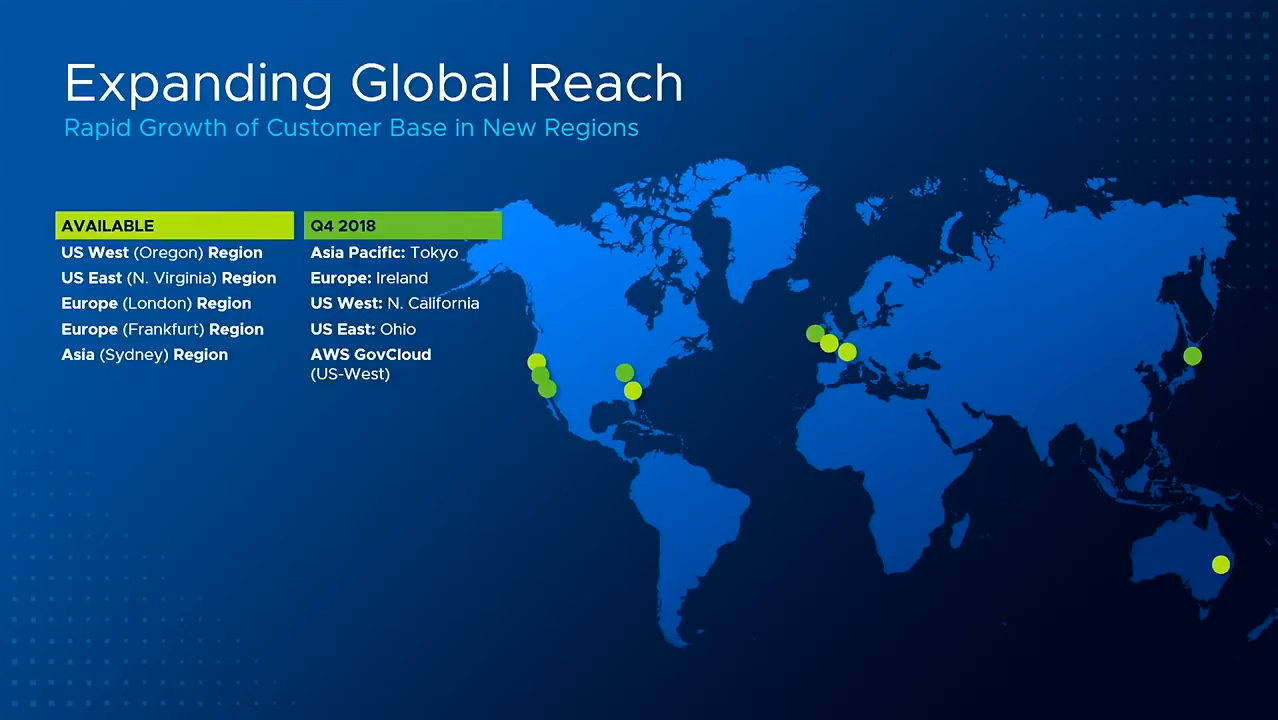 Expanding Global Reach
Rapid Growth of Customer Base in New Regions
AVAILABLE
US West (Oregon) Region
US East (N. Virginia) Region
Europe (London) Region
Europe (Frankfurt) Region
Asia (Sydney) Region
Q4 2018
Asia Pacific: Tokyo
Europe: Ireland
US West: N. California
US East: Ohio
AWS GovCloud
(US-West)